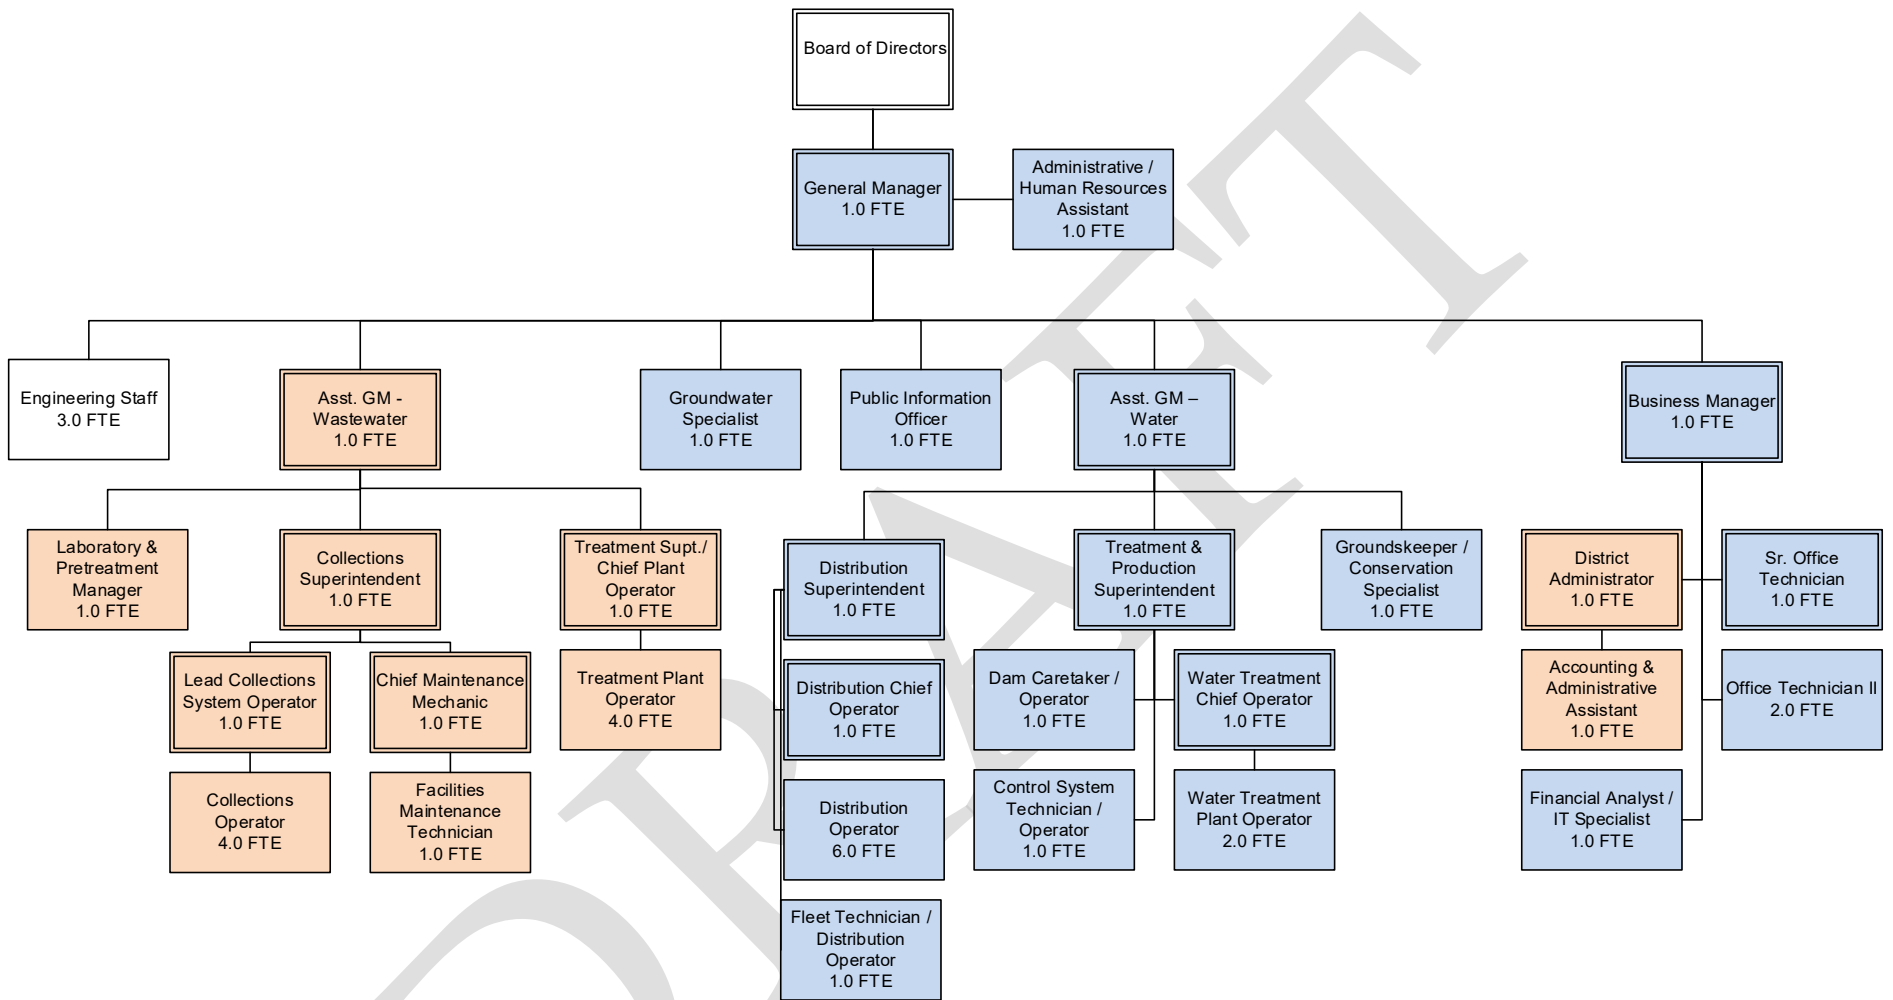 Board of Directors
General Manager
1.0 FTE
Administrative /
Human Resources
Assistant
1.0 FTE
Engineering Staff
3.0 FTE
Asst. GM -
Wastewater
1.0 FTE
Groundwater
Specialist
1.0 FTE
Public Information
Officer
1.0 FTE
Asst. GM –
Water
1.0 FTE
Business Manager
1.0 FTE
Laboratory &
Pretreatment
Manager
1.0 FTE
Collections
Superintendent
1.0 FTE
Treatment Supt./
Chief Plant
Operator
1.0 FTE
Distribution
Superintendent
1.0 FTE
Treatment &
Production
Superintendent
1.0 FTE
Groundskeeper /
Conservation
Specialist
1.0 FTE
District
Administrator
1.0 FTE
Sr. Office
Technician
1.0 FTE
Lead Collections
System Operator
1.0 FTE
Chief Maintenance
Mechanic
1.0 FTE
Treatment Plant
Operator
4.0 FTE
Distribution Chief
Operator
1.0 FTE
Dam Caretaker /
Operator
1.0 FTE
Water Treatment
Chief Operator
1.0 FTE
Accounting &
Administrative
Assistant
1.0 FTE
Office Technician II
2.0 FTE
Collections
Operator
4.0 FTE
Facilities
Maintenance
Technician
1.0 FTE
Distribution
Operator
6.0 FTE
Control System
Technician /
Operator
1.0 FTE
Water Treatment
Plant Operator
2.0 FTE
Financial Analyst /
IT Specialist
1.0 FTE
Fleet Technician /
Distribution
Operator
1.0 FTE
DRAFT